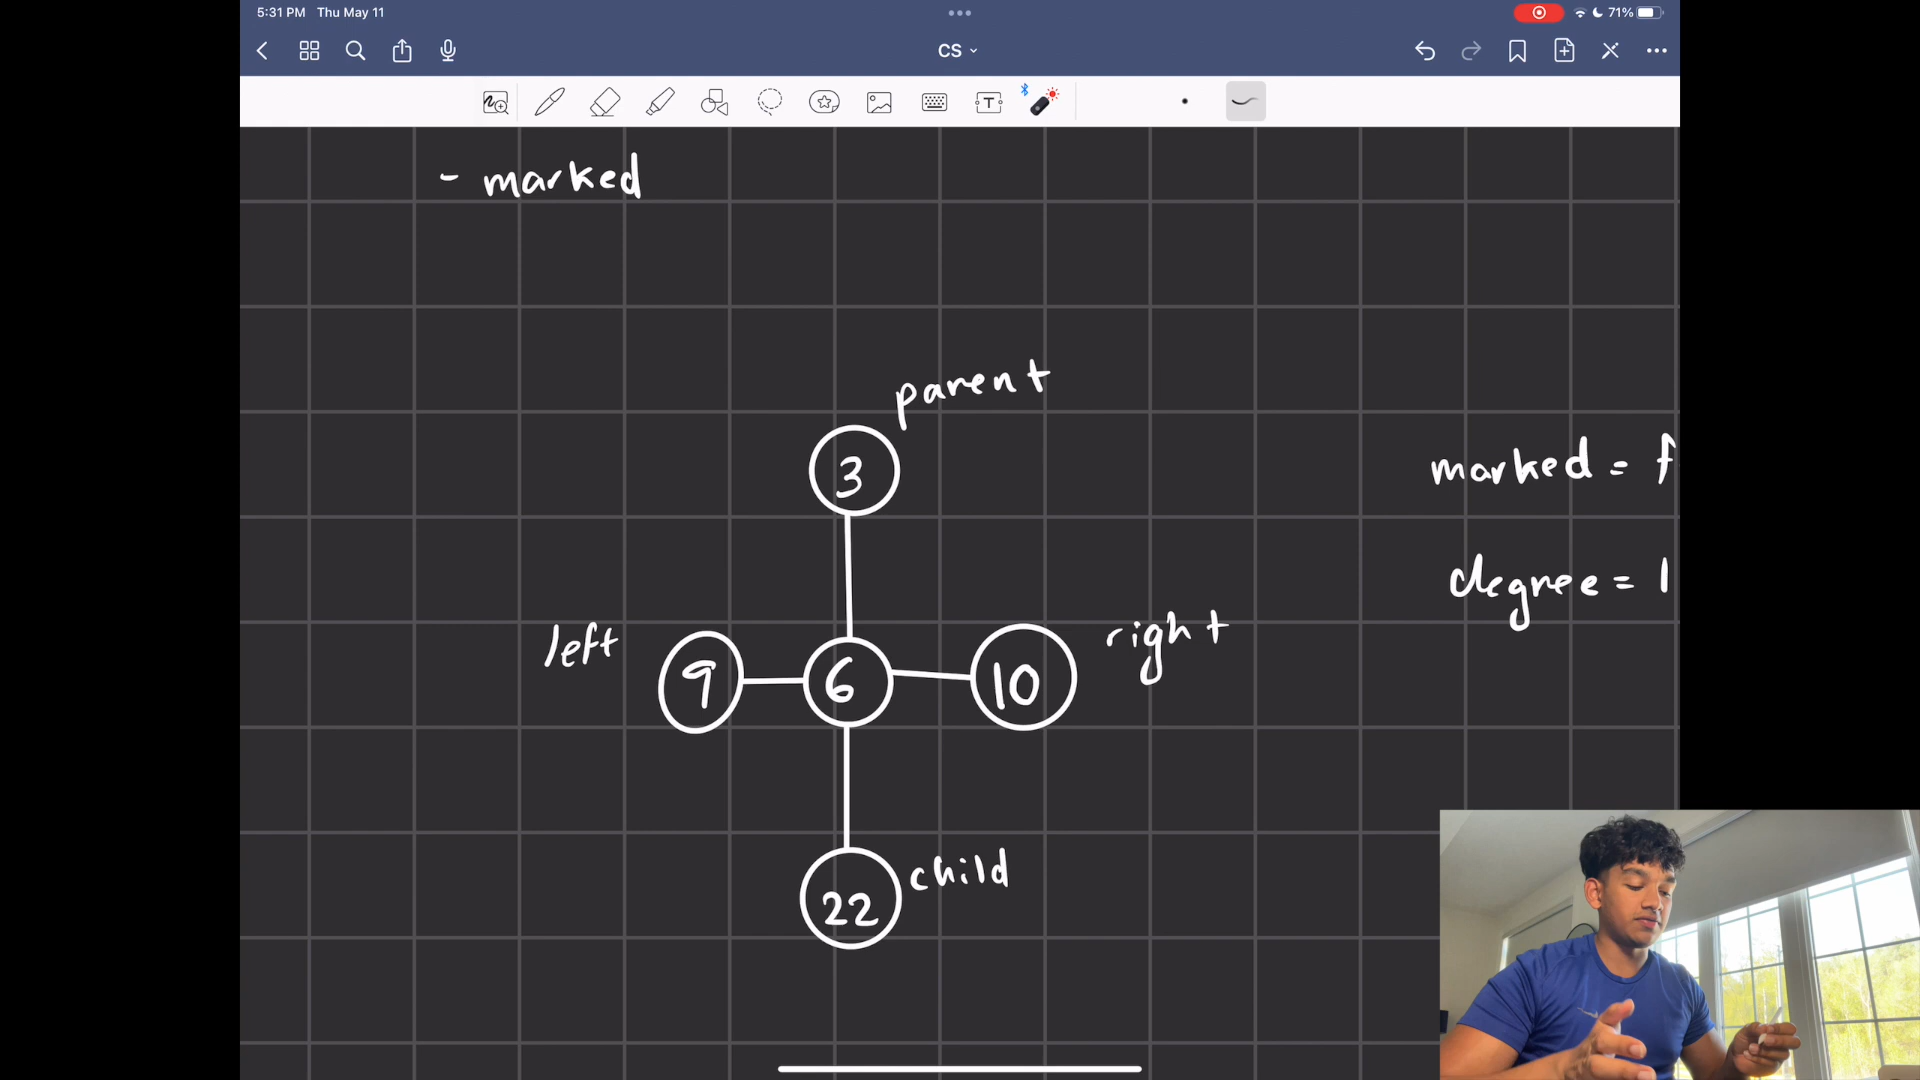 5:31 PM Thu May 11
71%
CS
T
- marked
parent
3
marked = f
degree = 1
left
9
6
10
right
22
child